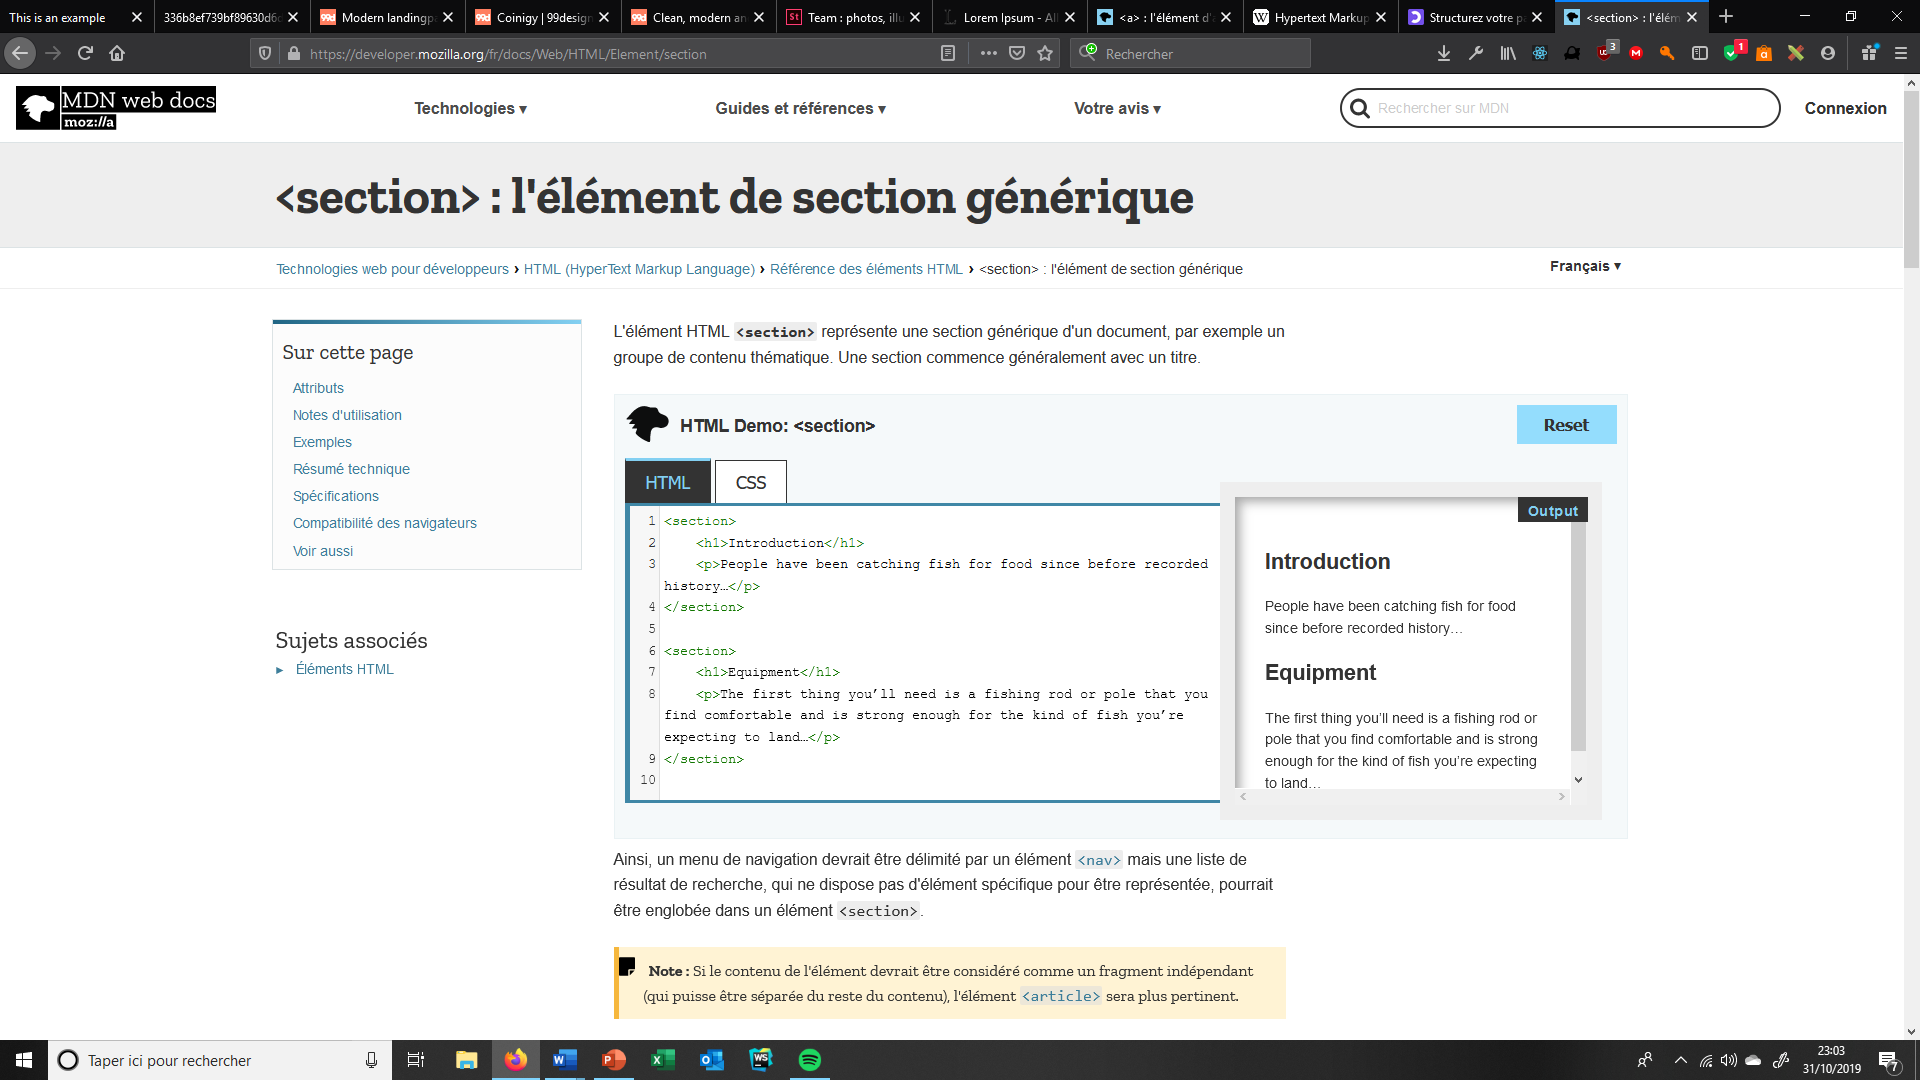 This is an example
336b8ef739bf89630d6c
Modern landingpa
Coinigy | 99design
Clean, modern an
Team : photos, illu
Lorem Ipsum - All
<a> : l'élément d'a
Hypertext Markup
Structurez votre pa
<section> : l'élém
https://developer.mozilla.org/fr/docs/Web/HTML/Element/section
Rechercher
3
1
MDN web docs
moz://a
Technologies ▾
Guides et références ▾
Votre avis ▾
Rechercher sur MDN
Connexion
<section> : l'élément de section générique
Technologies web pour développeurs › HTML (HyperText Markup Language) › Référence des éléments HTML › <section> : l'élément de section générique
Français ▾
Sur cette page
Attributs
Notes d'utilisation
Exemples
Résumé technique
Spécifications
Compatibilité des navigateurs
Voir aussi
Sujets associés
▸ Éléments HTML
L'élément HTML <section> représente une section générique d'un document, par exemple un
groupe de contenu thématique. Une section commence généralement avec un titre.
HTML Demo: <section>
Reset
HTML
CSS
1 <section>
2 <h1>Introduction</h1>
3 <p>People have been catching fish for food since before recorded
history…</p>
4 </section>
5
6 <section>
7 <h1>Equipment</h1>
8 <p>The first thing you’ll need is a fishing rod or pole that you
find comfortable and is strong enough for the kind of fish you’re
expecting to land…</p>
9 </section>
10
Output
Introduction
People have been catching fish for food
since before recorded history…
Equipment
The first thing you’ll need is a fishing rod or
pole that you find comfortable and is strong
enough for the kind of fish you’re expecting
to land…
Ainsi, un menu de navigation devrait être délimité par un élément <nav> mais une liste de
résultat de recherche, qui ne dispose pas d'élément spécifique pour être représentée, pourrait
être englobée dans un élément <section>.
Note : Si le contenu de l'élément devrait être considéré comme un fragment indépendant
(qui puisse être séparée du reste du contenu), l'élément <article> sera plus pertinent.
Taper ici pour rechercher
23:03
31/10/2019
7